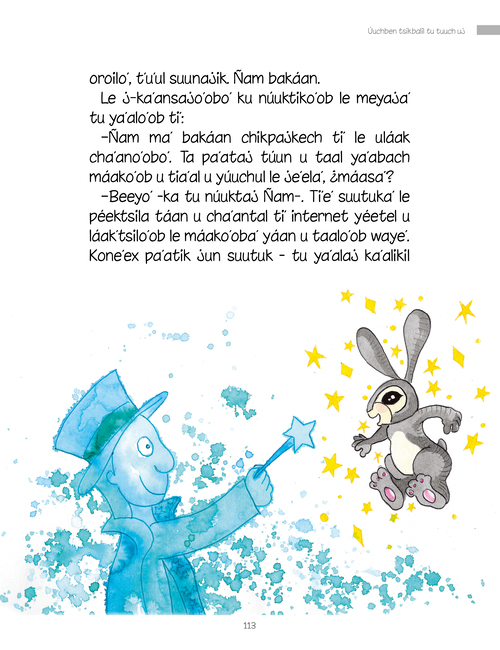 Úuchben tsikbalil tu tuuch uj
oroilo', t'u'ul suunajik. Ñam bakáan.
Le j-ka'ansajo'obo' ku núuktiko'ob le meyaja'
tu ya'alo'ob ti':
–Ñam ma' bakáan chikpajkech ti' le uláak
cha'ano'obo'. Ta pa'ataj túun u taal ya'abach
máako'ob u tia'al u yúuchul le je'ela', ¿máasa'?
–Beeyo' -ka tu núuktaj Ñam-. Ti'e' suutuka' le
péektsila táan u cha'antal ti' internet yéetel u
láak'tsilo'ob le máako'oba' yáan u taalo'ob waye'.
Kone'ex pa'atik jun suutuk - tu ya'alaj ka'alikil
113